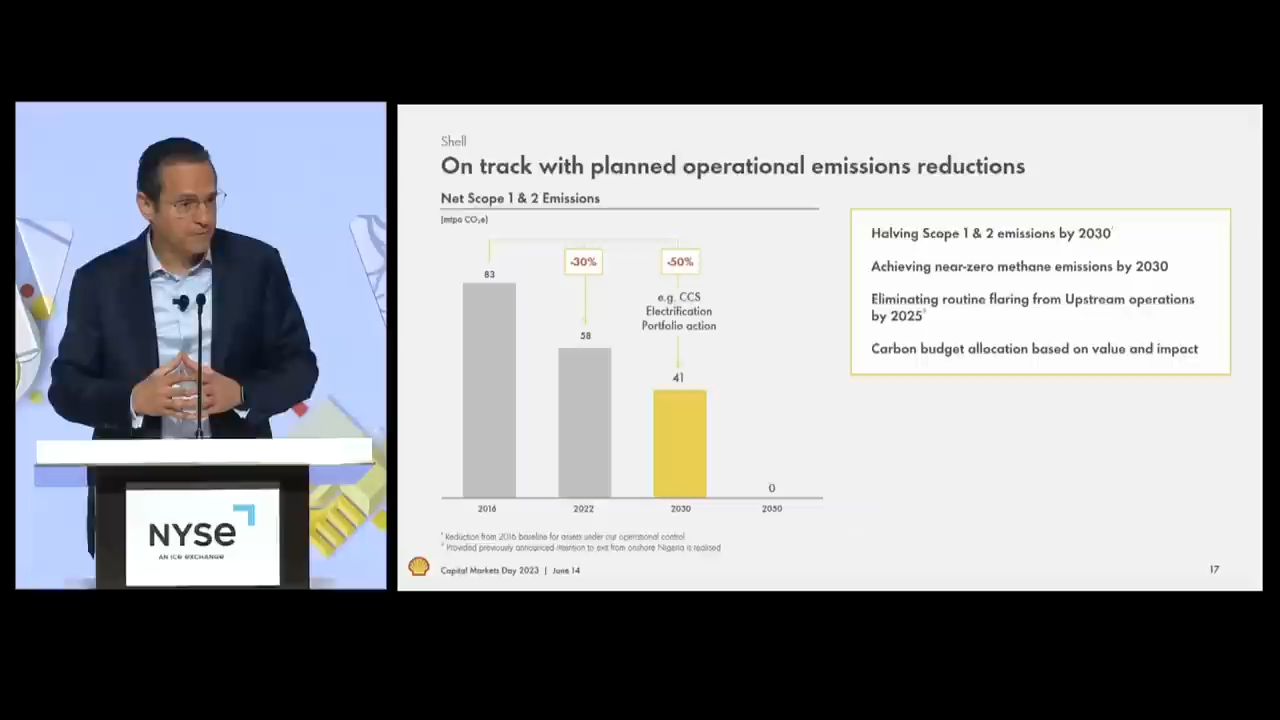 NYSE
AN ICE EXCHANGE
Shell
On track with planned operational emissions reductions
Net Scope 1 & 2 Emissions
[mtpa CO₂e]
83
-30%
-50%
e.g. CCS
Electrification
Portfolio action
58
41
0
2016
2022
2030
2050
Halving Scope 1 & 2 emissions by 2030¹
Achieving near-zero methane emissions by 2030
Eliminating routine flaring from Upstream operations
by 2025²
Carbon budget allocation based on value and impact
¹ Reduction from 2016 baseline for assets under our operational control
² Provided previously announced intention to exit from onshore Nigeria is realised
Capital Markets Day 2023 | June 14
17